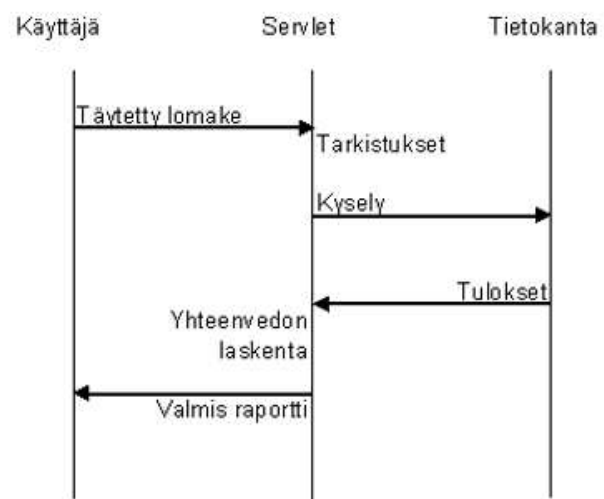 Käyttäjä
Servlet
Tietokanta
Täytetty lomake
Tarkistukset
Kysely
Tulokset
Yhteenvedon
laskenta
Valmis raportti